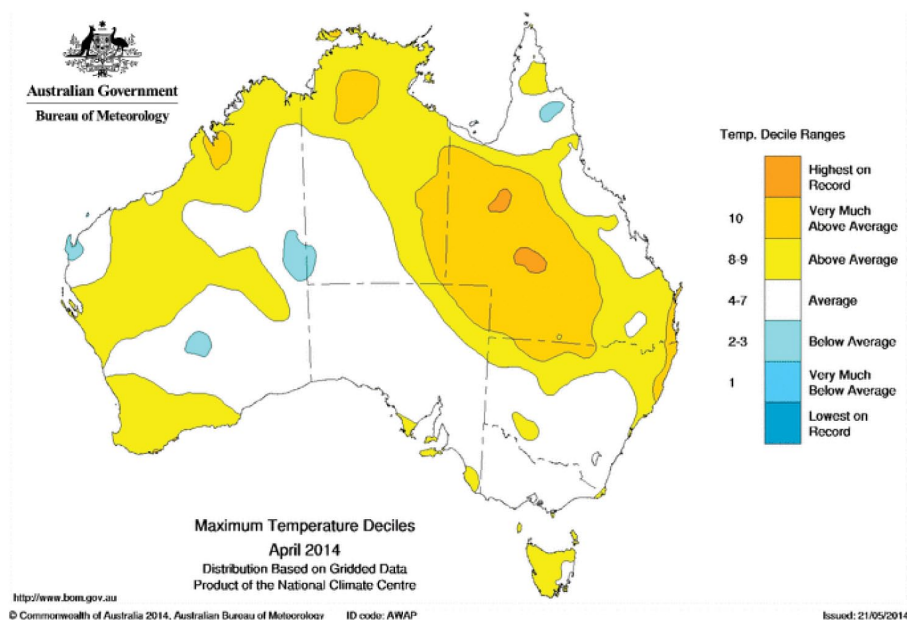 Australian Government
Bureau of Meteorology
Temp. Decile Ranges
Highest on
Record
10
Very Much
Above Average
8-9
Above Average
4-7
Average
2-3
Below Average
1
Very Much
Below Average
Lowest on
Record
Maximum Temperature Deciles
April 2014
Distribution Based on Gridded Data
Product of the National Climate Centre
http://www.bom.gov.au
© Commonwealth of Australia 2014, Australian Bureau of Meteorology ID code: AWAP Issued: 21/05/2014